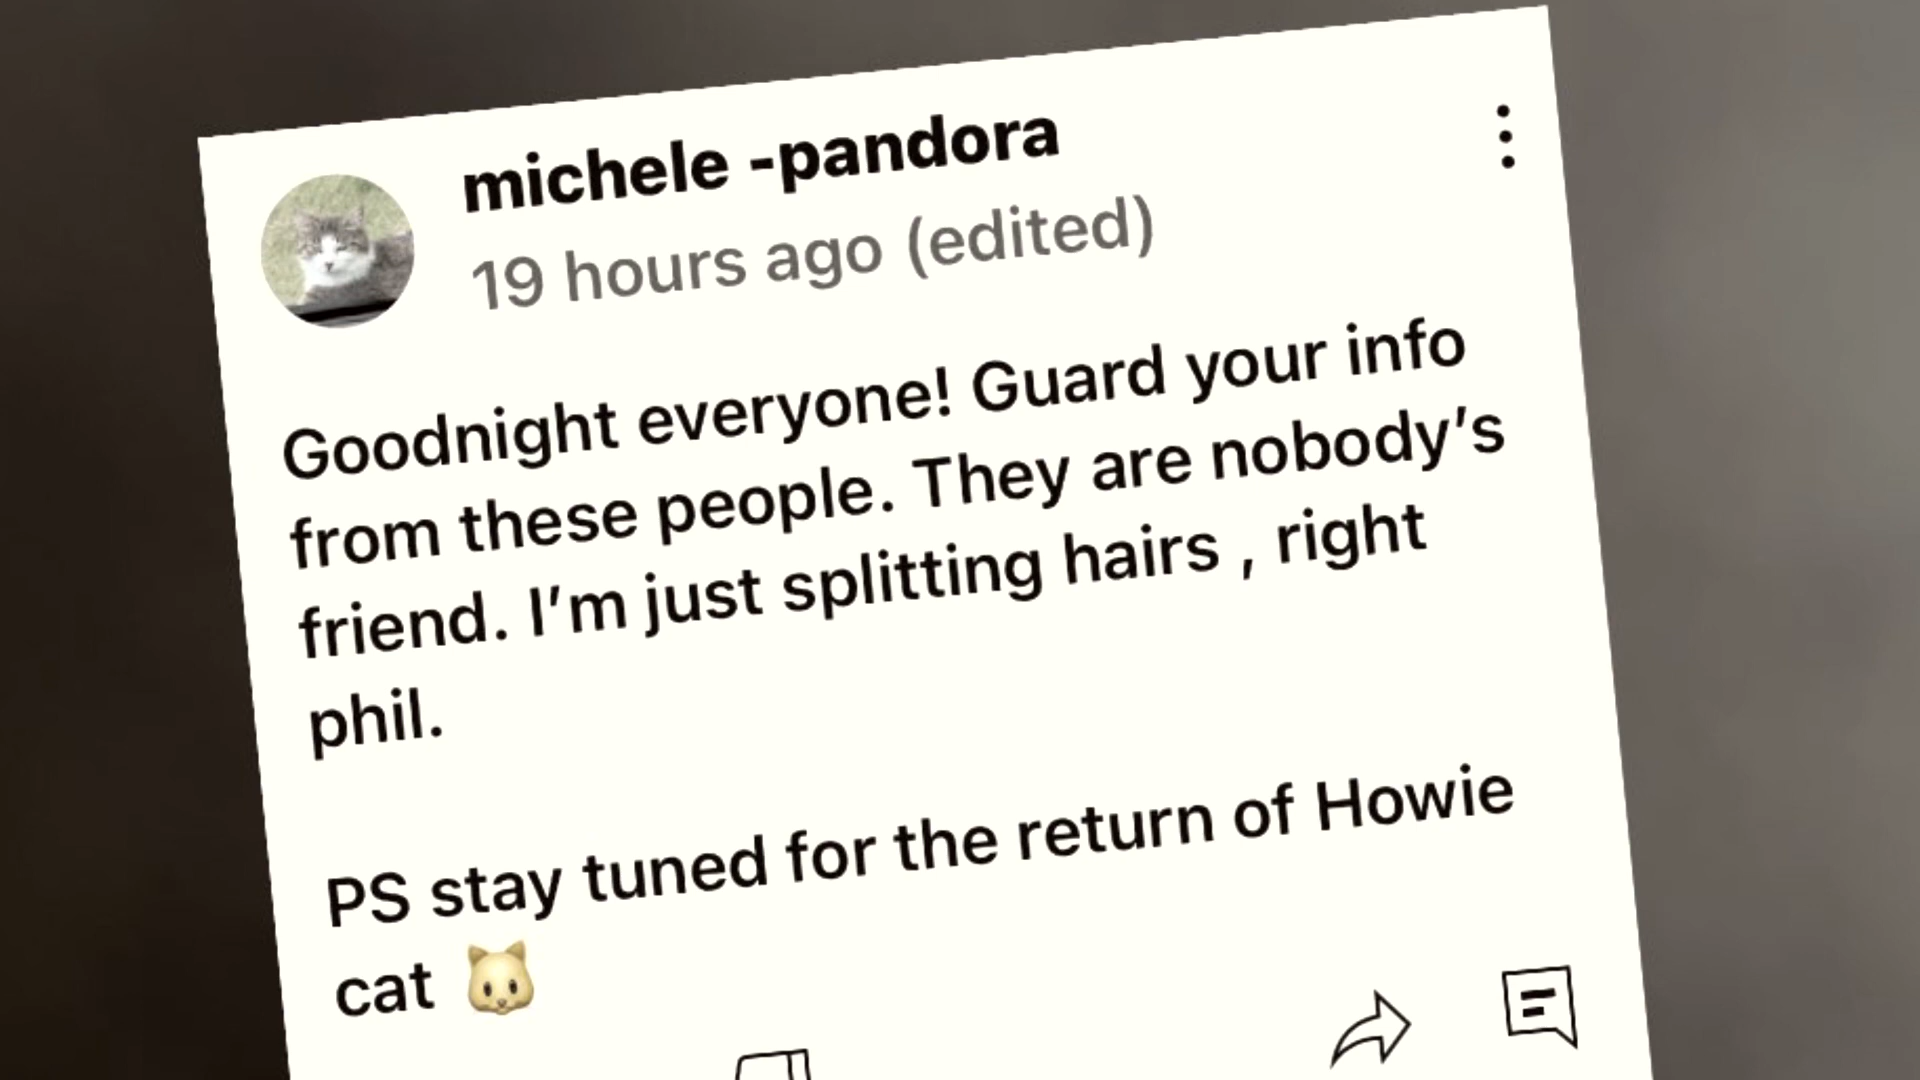 michele -pandora
19 hours ago (edited)
Goodnight everyone! Guard your info
from these people. They are nobody’s
friend. I’m just splitting hairs , right
phil.
PS stay tuned for the return of Howie
cat 🐱